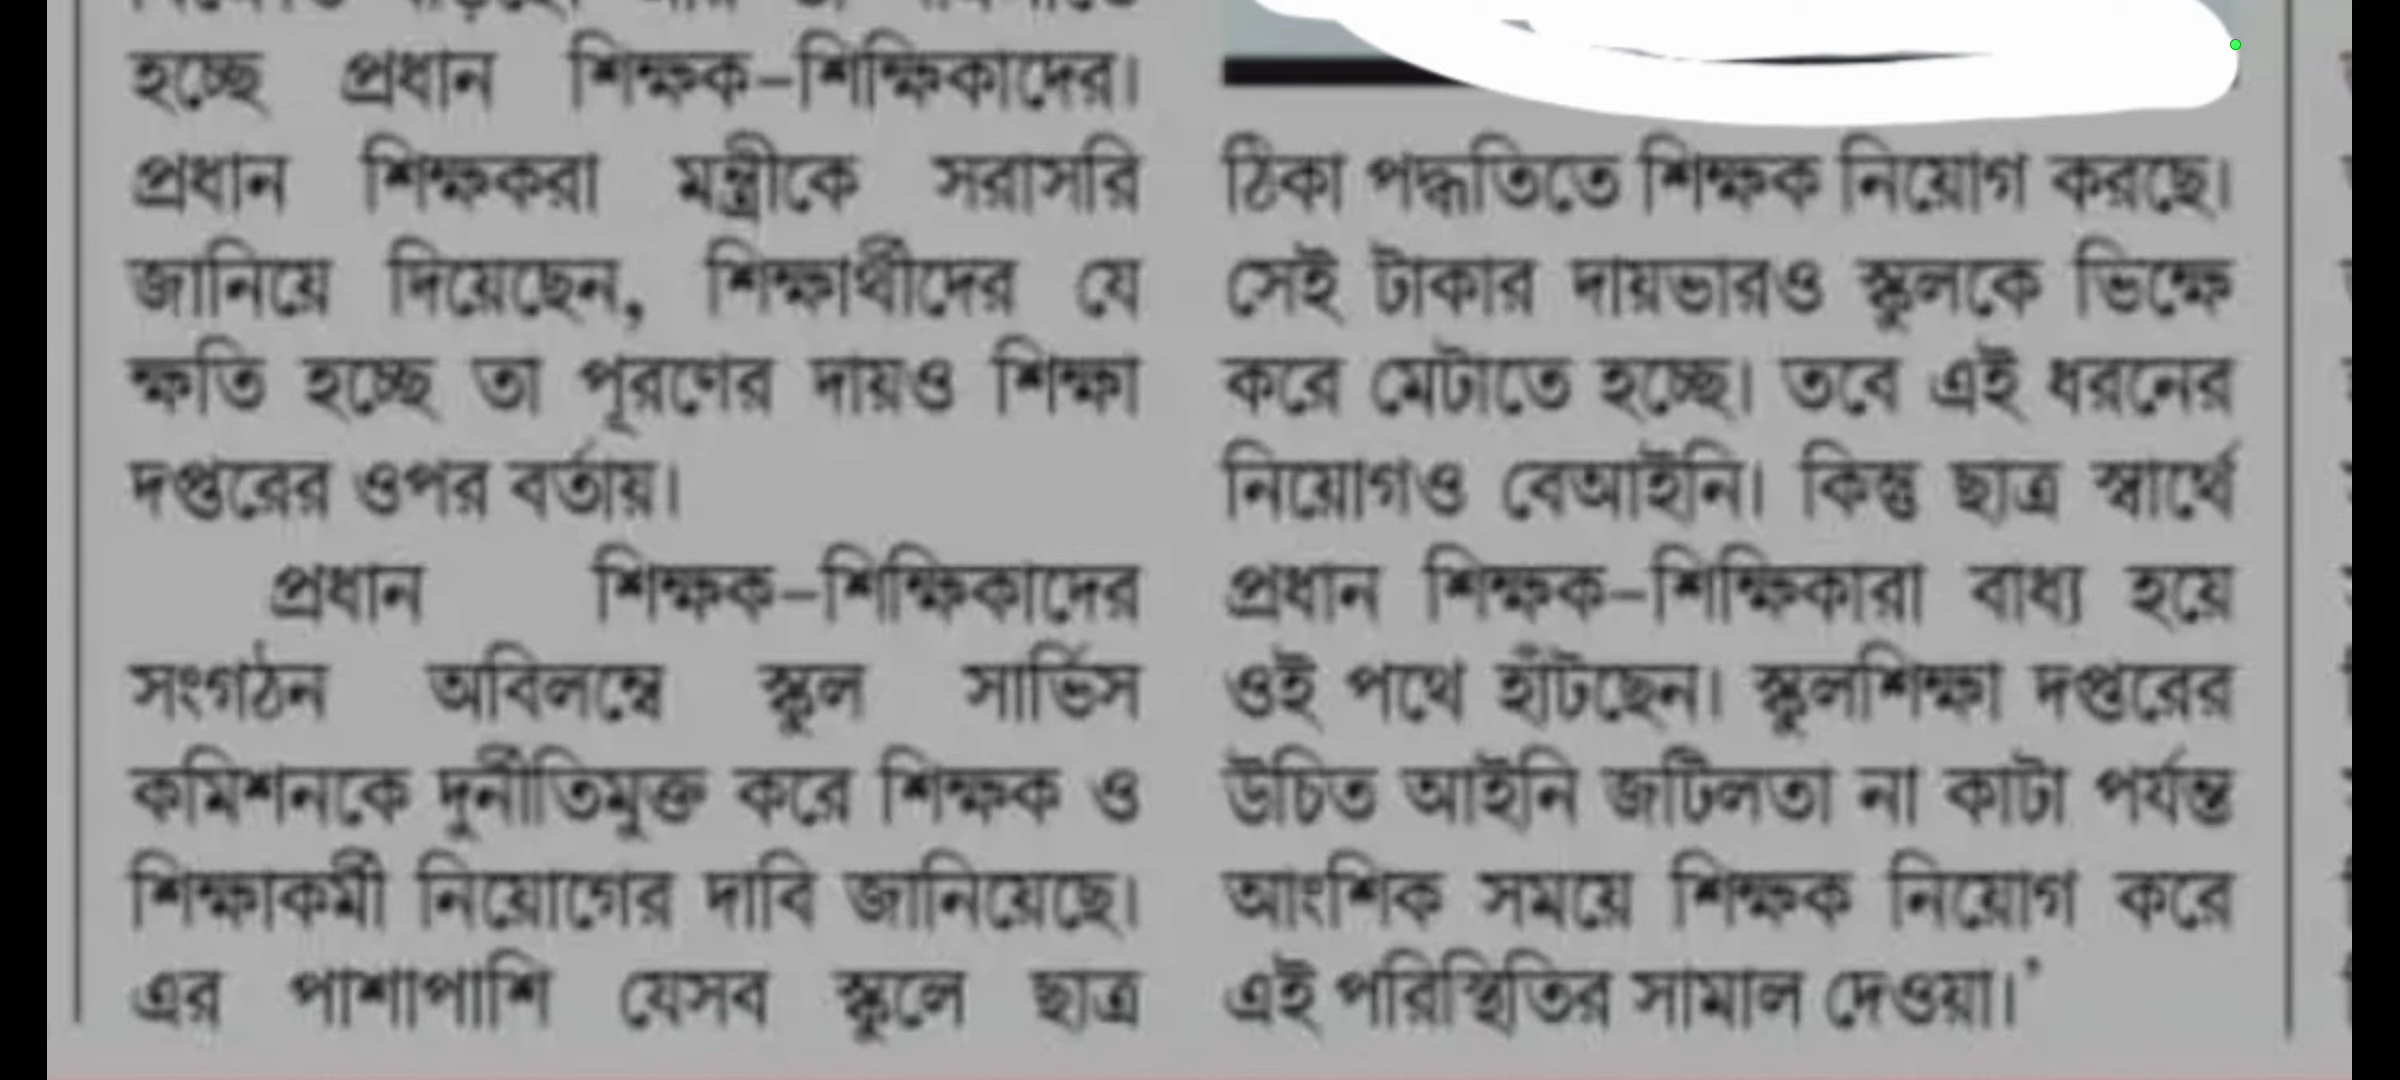 হচ্ছে প্রধান শিক্ষক-শিক্ষিকাদের।
প্রধান শিক্ষকরা মন্ত্রীকে সরাসরি
জানিয়ে দিয়েছেন, শিক্ষার্থীদের যে
ক্ষতি হচ্ছে তা পূরণের দায়ও শিক্ষা
দপ্তরের ওপর বর্তায়।
প্রধান শিক্ষক-শিক্ষিকাদের
সংগঠন অবিলম্বে স্কুল সার্ভিস
কমিশনকে দুর্নীতিমুক্ত করে শিক্ষক ও
শিক্ষাকর্মী নিয়োগের দাবি জানিয়েছে।
এর পাশাপাশি যেসব স্কুলে ছাত্র
ঠিকা পদ্ধতিতে শিক্ষক নিয়োগ করছে।
সেই টাকার দায়ভারও স্কুলকে ভিক্ষে
করে মেটাতে হচ্ছে। তবে এই ধরনের
নিয়োগও বেআইনি। কিন্তু ছাত্র স্বার্থে
প্রধান শিক্ষক-শিক্ষিকারা বাধ্য হয়ে
ওই পথে হাঁটছেন। স্কুলশিক্ষা দপ্তরের
উচিত আইনি জটিলতা না কাটা পর্যন্ত
আংশিক সময়ে শিক্ষক নিয়োগ করে
এই পরিস্থিতির সামাল দেওয়া।’